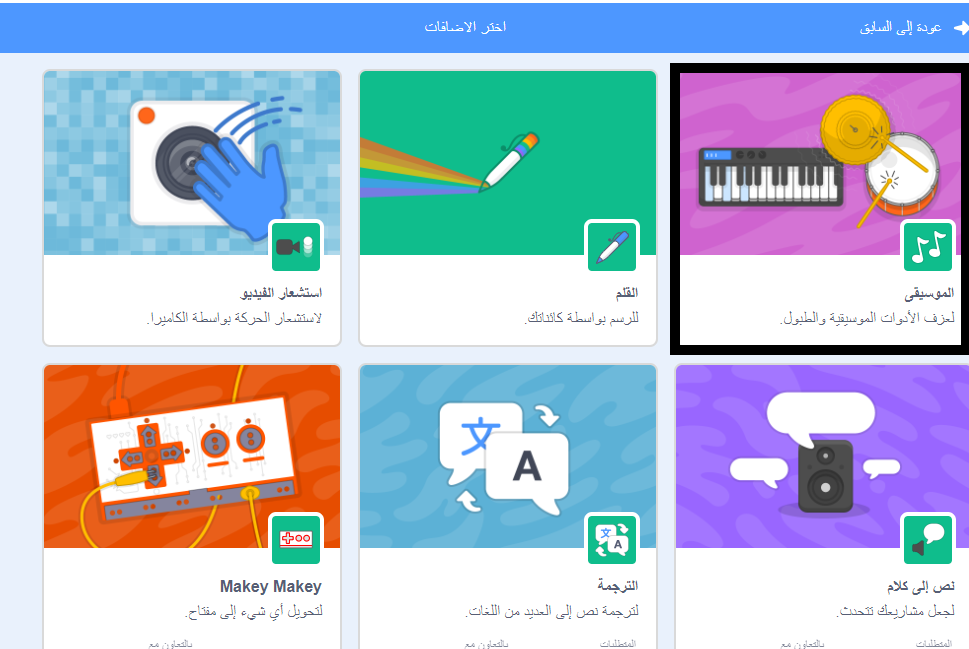 عودة إلى السابق
اختر الاضافات
الموسيقى
لعزف الأدوات الموسيقية والطبول.
القلم
للرسم بواسطة كائناتك.
استشعار الفيديو
لاستشعار الحركة بواسطة الكاميرا.
文
A
文
A
نص إلى كلام
لجعل مشاريعك تتحدث.
المتطلبات
بالتعاون مع
الترجمة
لترجمة نص إلى العديد من اللغات.
المتطلبات
بالتعاون مع
Makey Makey
لتحويل أي شيء إلى مفتاح.
بالتعاون مع